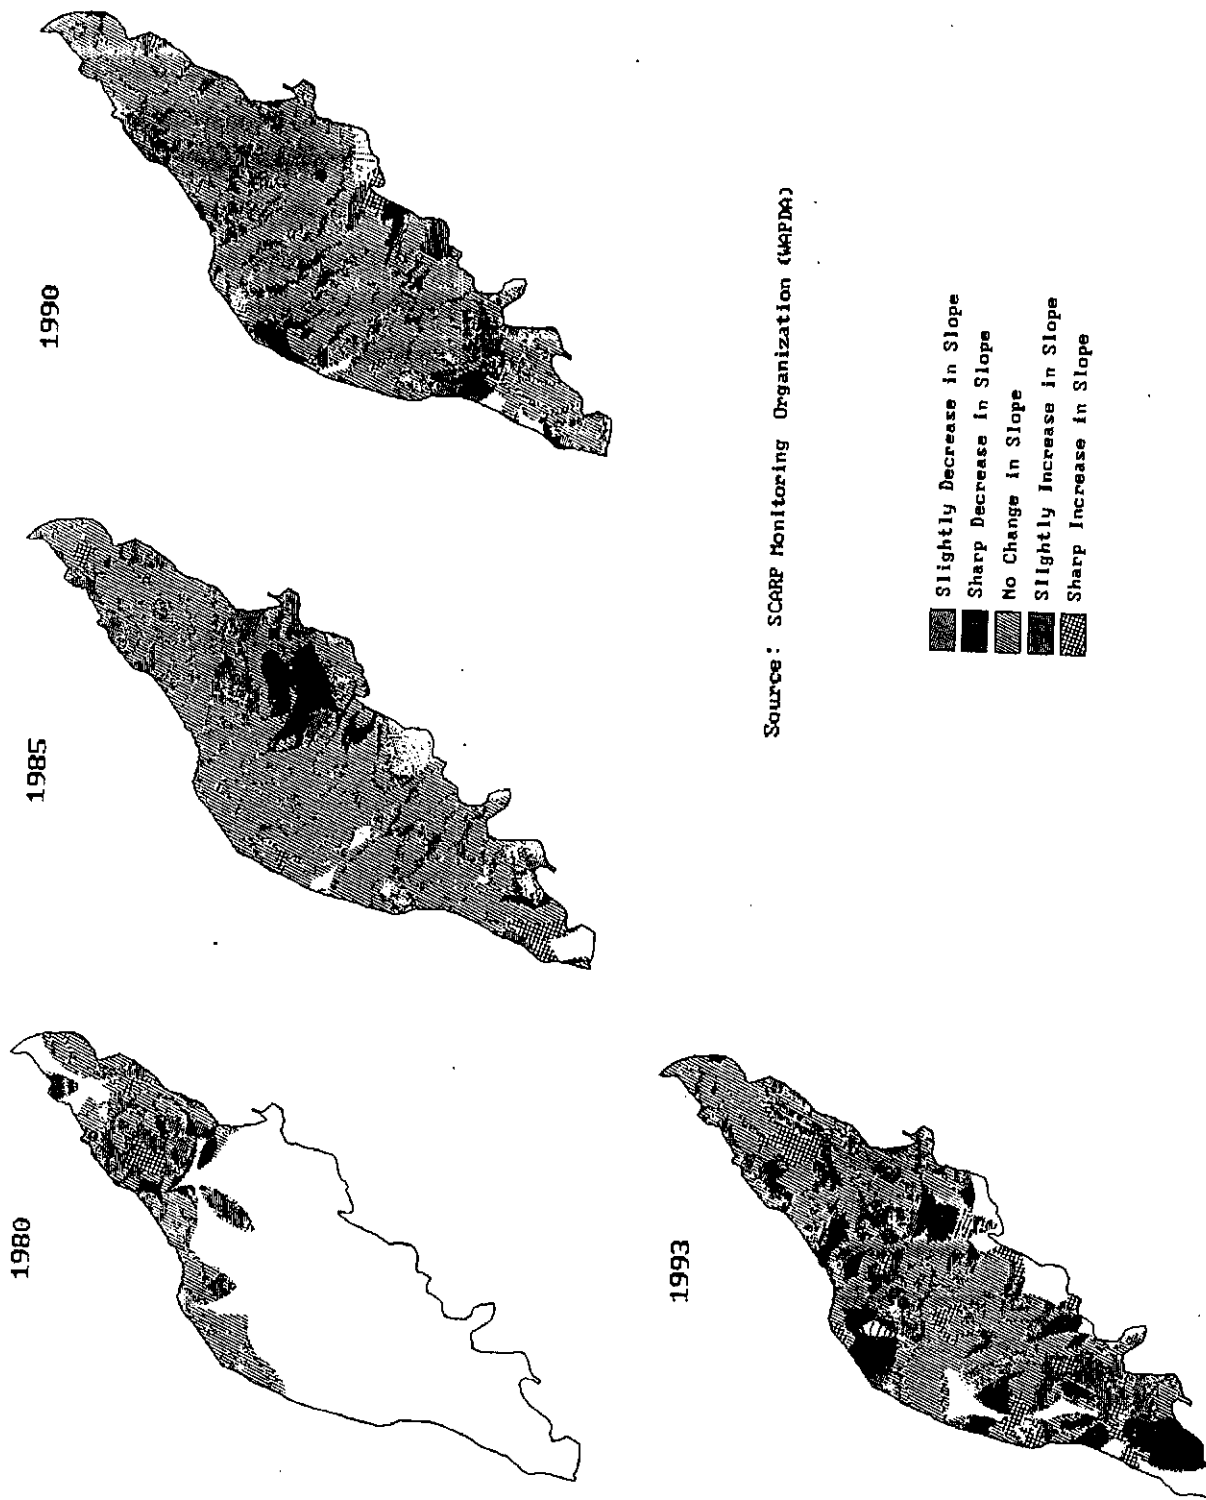 1980
1985
1990
1993
Source: SCARP Monitoring Organization (WAPDA)
Slightly Decrease in Slope
Sharp Decrease in Slope
No Change in Slope
Slightly Increase in Slope
Sharp Increase in Slope